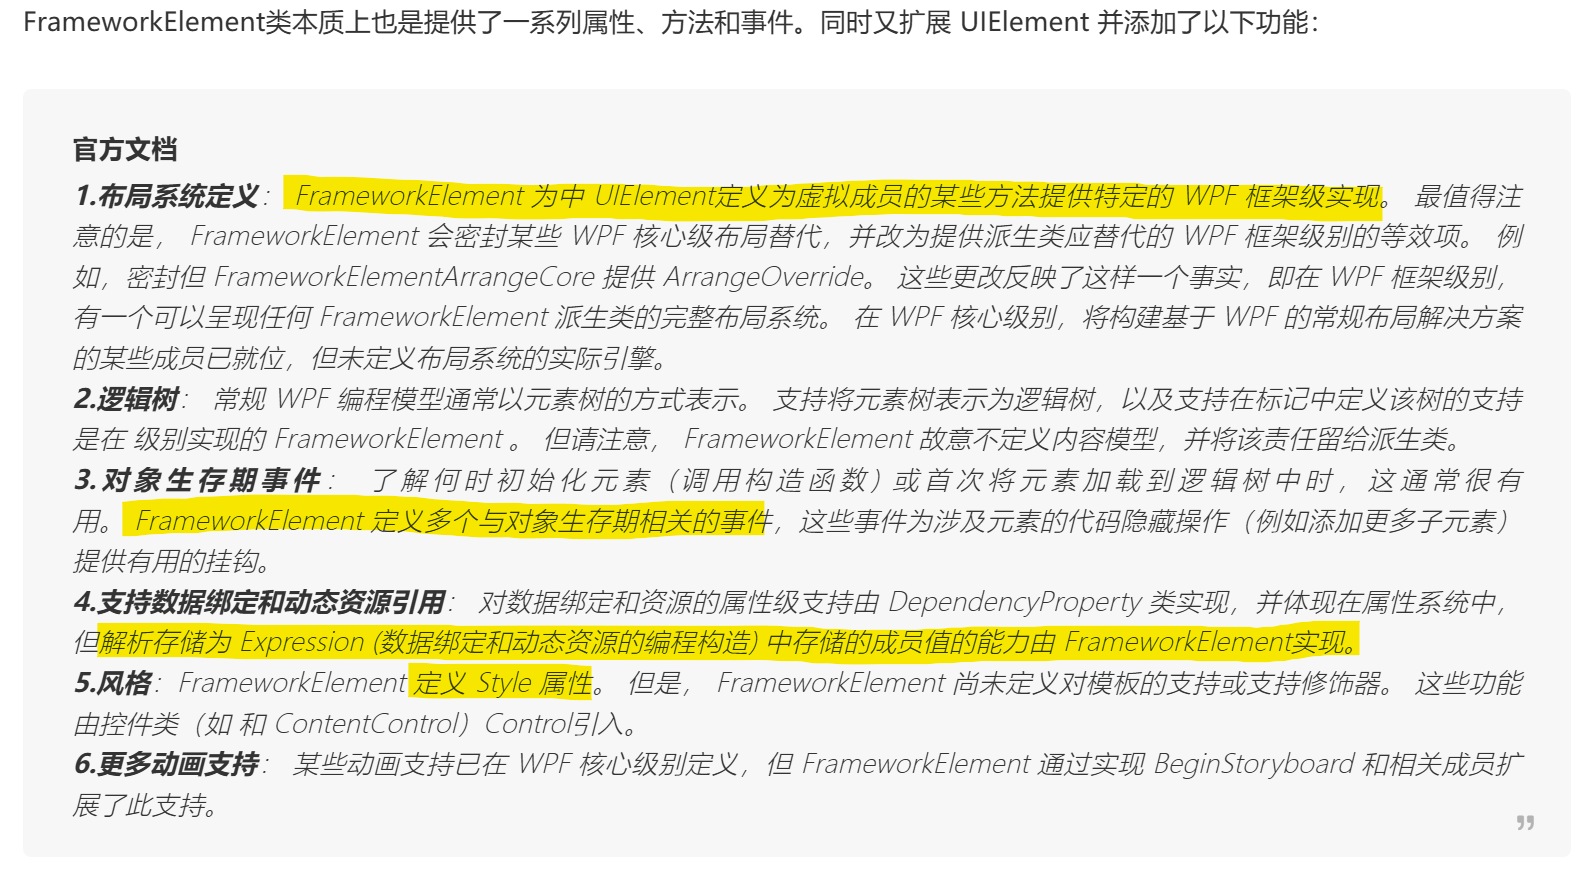 FrameworkElement类本质上也是提供了一系列属性、方法和事件。同时又扩展 UIElement 并添加了以下功能：
官方文档
1.布局系统定义： FrameworkElement 为中 UIElement定义为虚拟成员的某些方法提供特定的 WPF 框架级实现。 最值得注
意的是， FrameworkElement 会密封某些 WPF 核心级布局替代，并改为提供派生类应替代的 WPF 框架级别的等效项。 例
如，密封但 FrameworkElementArrangeCore 提供 ArrangeOverride。 这些更改反映了这样一个事实，即在 WPF 框架级别，
有一个可以呈现任何 FrameworkElement 派生类的完整布局系统。 在 WPF 核心级别，将构建基于 WPF 的常规布局解决方案
的某些成员已就位，但未定义布局系统的实际引擎。
2.逻辑树： 常规 WPF 编程模型通常以元素树的方式表示。 支持将元素树表示为逻辑树，以及支持在标记中定义该树的支持
是在 级别实现的 FrameworkElement 。 但请注意， FrameworkElement 故意不定义内容模型，并将该责任留给派生类。
3.对象生存期事件： 了解何时初始化元素（调用构造函数）或首次将元素加载到逻辑树中时，这通常很有
用。 FrameworkElement 定义多个与对象生存期相关的事件，这些事件为涉及元素的代码隐藏操作（例如添加更多子元素）
提供有用的挂钩。
4.支持数据绑定和动态资源引用： 对数据绑定和资源的属性级支持由 DependencyProperty 类实现，并体现在属性系统中，
但解析存储为 Expression (数据绑定和动态资源的编程构造) 中存储的成员值的能力由 FrameworkElement实现。
5.风格：FrameworkElement 定义 Style 属性。 但是， FrameworkElement 尚未定义对模板的支持或支持修饰器。 这些功能
由控件类（如 和 ContentControl）Control引入。
6.更多动画支持： 某些动画支持已在 WPF 核心级别定义，但 FrameworkElement 通过实现 BeginStoryboard 和相关成员扩
展了此支持。
”